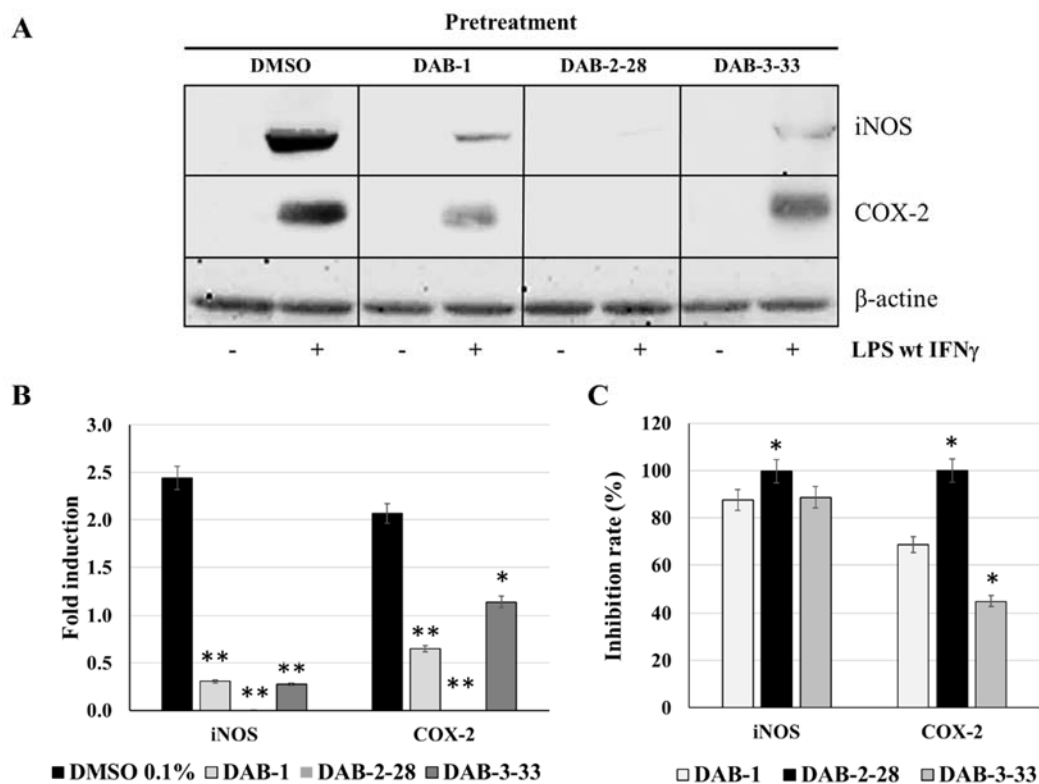 A
Pretreatment
DMSO DAB-1 DAB-2-28 DAB-3-33
iNOS
COX-2
β-actine
- + - + - + - + LPS wt IFNγ
B
3.0
2.5
2.0
1.5
1.0
0.5
0.0
Fold induction
** ** ** ** ** *
iNOS COX-2
DMSO 0.1% DAB-1 DAB-2-28 DAB-3-33
C
120
100
80
60
40
20
0
Inhibition rate (%)
* * *
iNOS COX-2
DAB-1 DAB-2-28 DAB-3-33